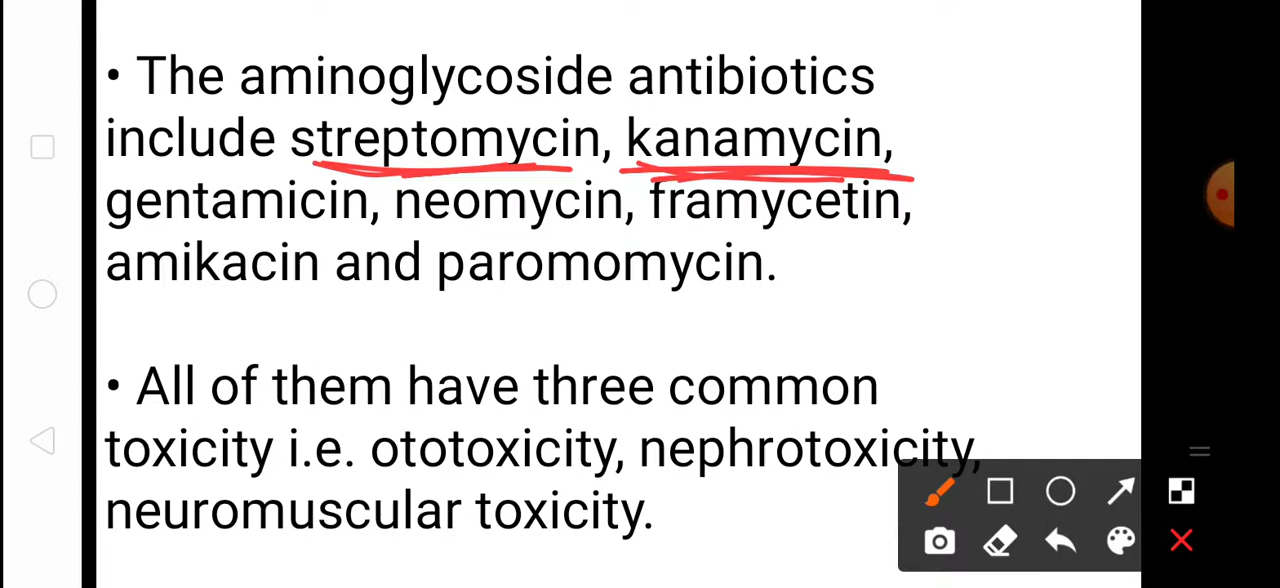 • The aminoglycoside antibiotics
include streptomycin, kanamycin,
gentamicin, neomycin, framycetin,
amikacin and paromomycin.
• All of them have three common
toxicity i.e. ototoxicity, nephrotoxicity,
neuromuscular toxicity.